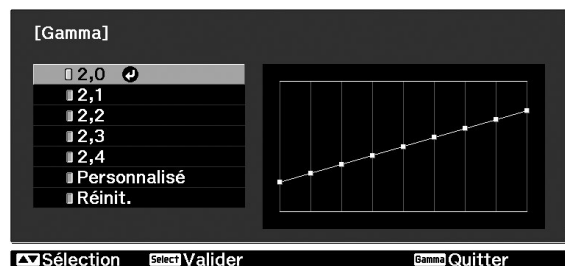 [Gamma]
2,0
2,1
2,2
2,3
2,4
Personnalisé
Réinit.
Sélection Select Valider Gamma Quitter